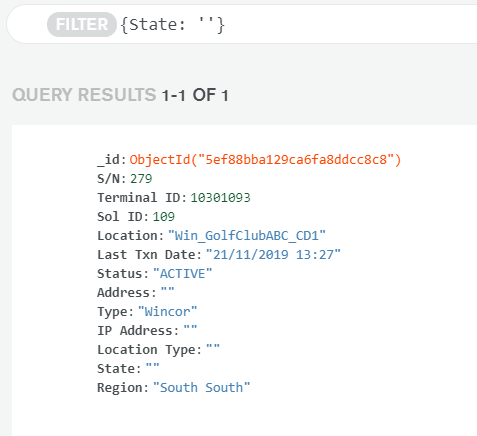 FILTER {State: ''}
QUERY RESULTS 1-1 OF 1
_id: ObjectId("5ef88bba129ca6fa8ddcc8c8")
S/N: 279
Terminal ID: 10301093
Sol ID: 109
Location: "Win_GolfClubABC_CD1"
Last Txn Date: "21/11/2019 13:27"
Status: "ACTIVE"
Address: ""
Type: "Wincor"
IP Address: ""
Location Type: ""
State: ""
Region: "South South"